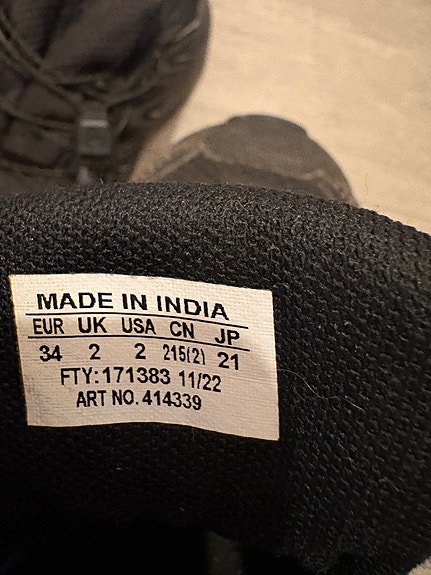 MADE IN INDIA
EUR UK USA CN JP
34 2 2 215(2) 21
FTY: 171383 11/22
ART NO. 414339